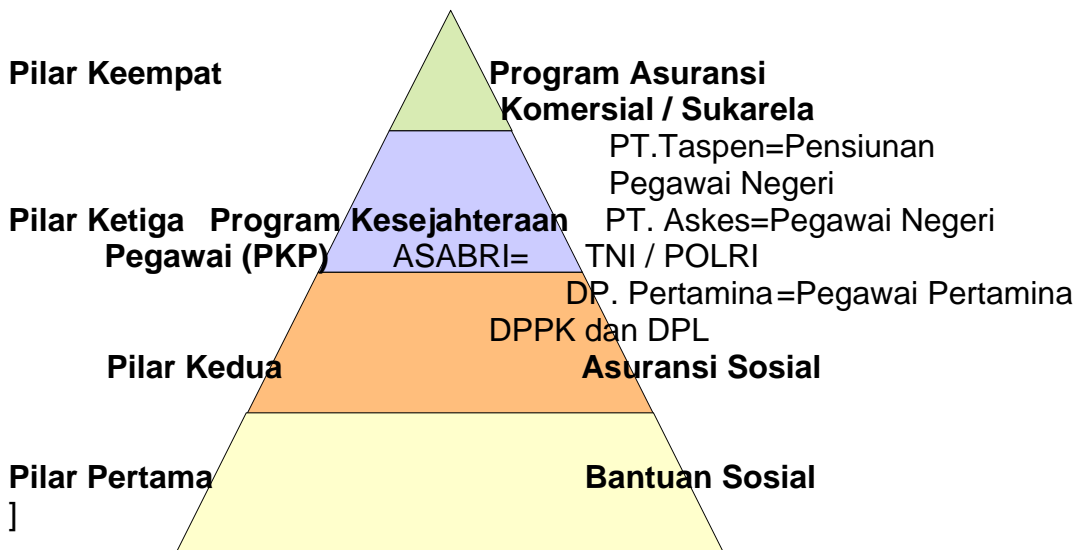 Pilar Keempat Program Asuransi
Komersial / Sukarela
PT.Taspen=Pensiunan
Pegawai Negeri
Pilar Ketiga Program Kesejahteraan PT. Askes=Pegawai Negeri
Pegawai (PKP) ASABRI= TNI / POLRI
DP. Pertamina=Pegawai Pertamina
DPPK dan DPL
Pilar Kedua Asuransi Sosial
Pilar Pertama Bantuan Sosial
]